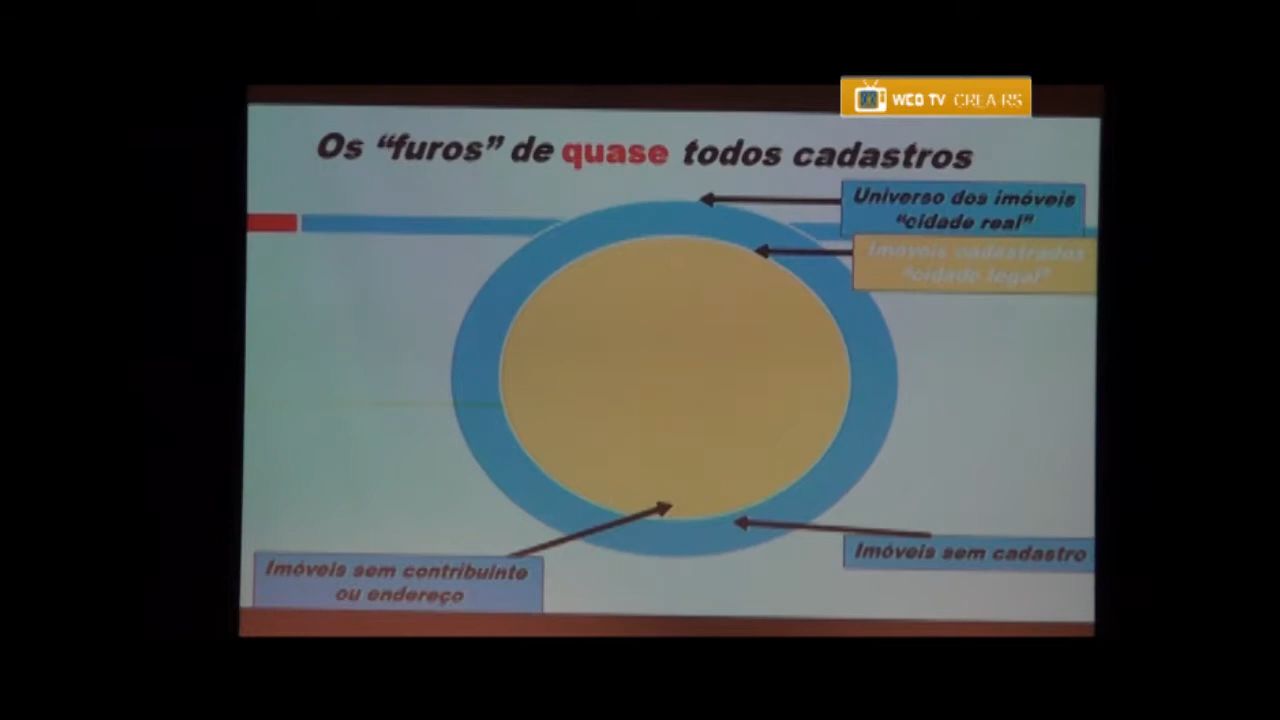 WEB TV CREA RS
Os “furos” de quase todos cadastros
Universo dos imóveis
“cidade real”
Imóveis cadastrados
“cidade legal”
Imóveis sem cadastro
Imóveis sem contribuinte
ou endereço